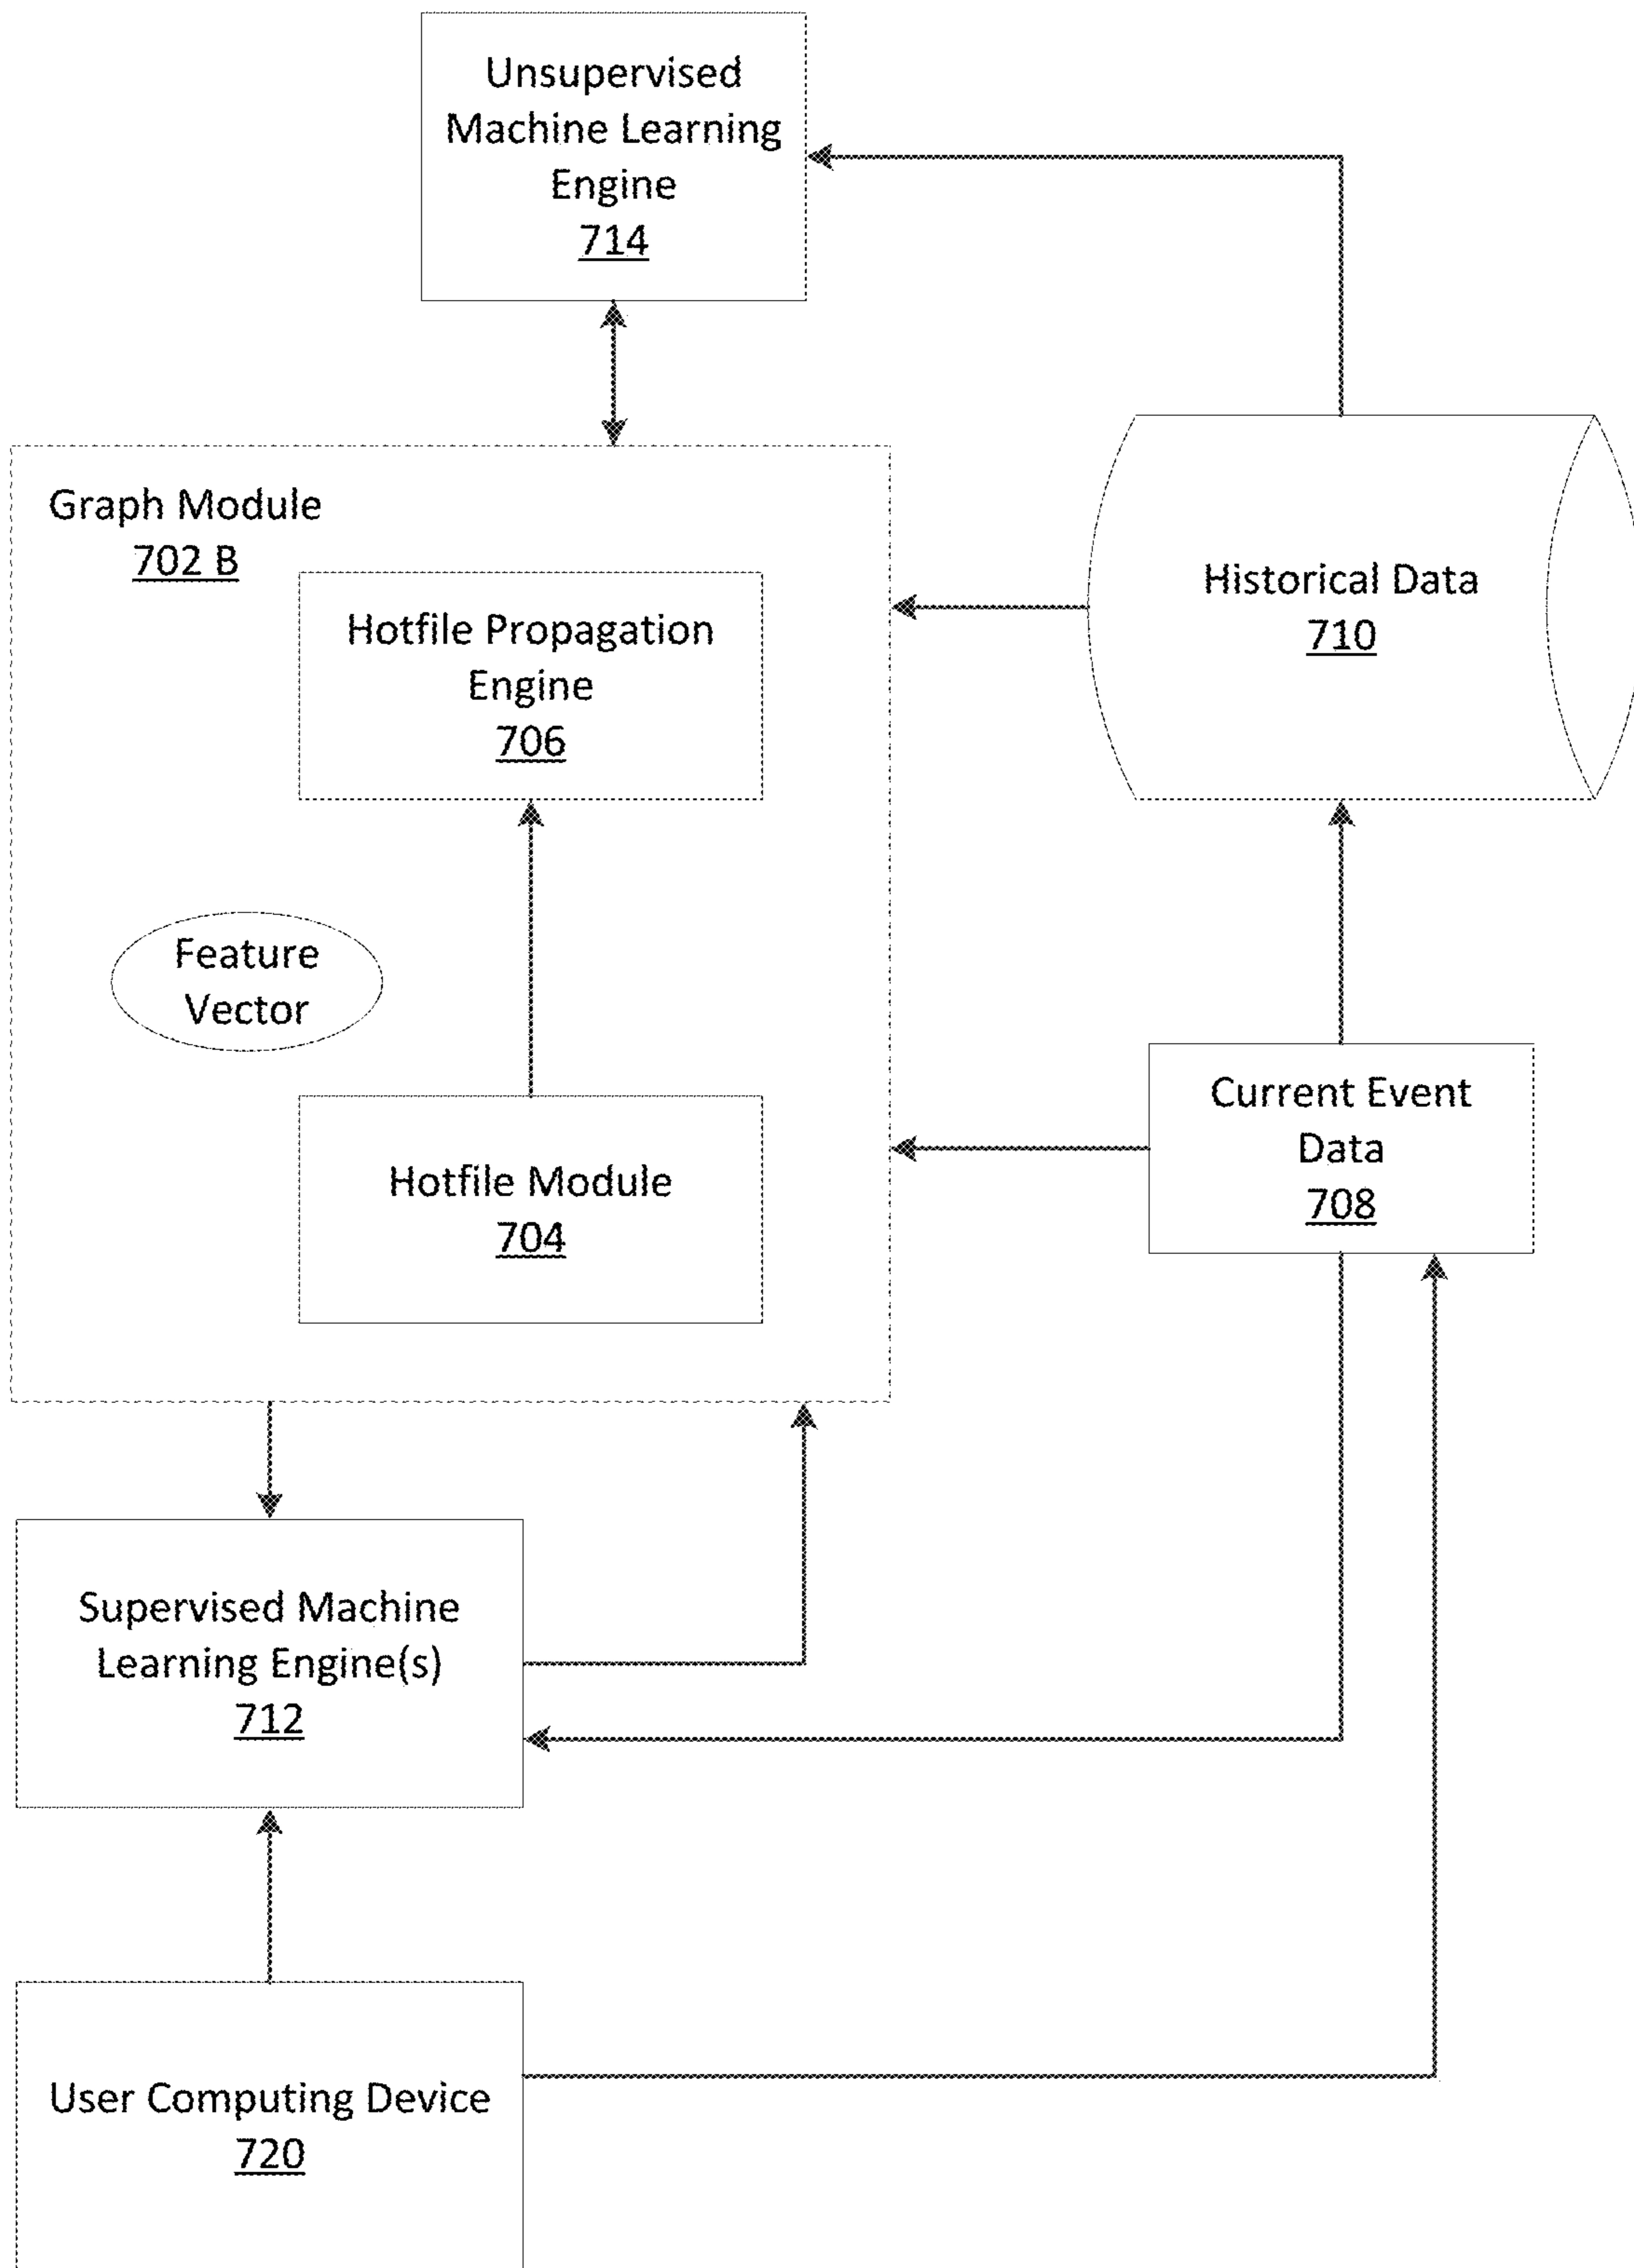 Unsupervised
Machine Learning
Engine
714
Graph Module
702 B
Hotfile Propagation
Engine
706
Historical Data
710
Feature
Vector
Current Event
Data
708
Hotfile Module
704
Supervised Machine
Learning Engine(s)
712
User Computing Device
720